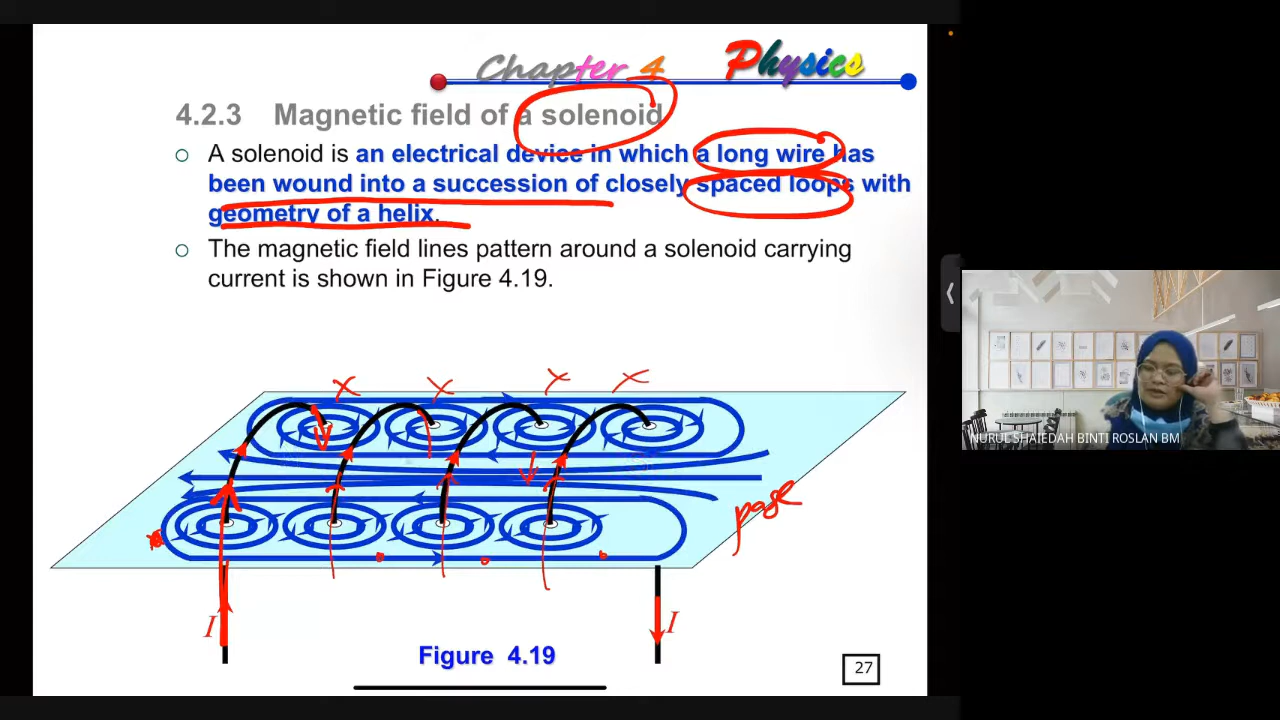 Chapter 4 Physics
4.2.3 Magnetic field of a solenoid
A solenoid is an electrical device in which a long wire has
been wound into a succession of closely spaced loops with
geometry of a helix.
The magnetic field lines pattern around a solenoid carrying
current is shown in Figure 4.19.
X X X X
page
I
I
Figure 4.19
27
NURUL SHAIEDAH BINTI ROSLAN BM